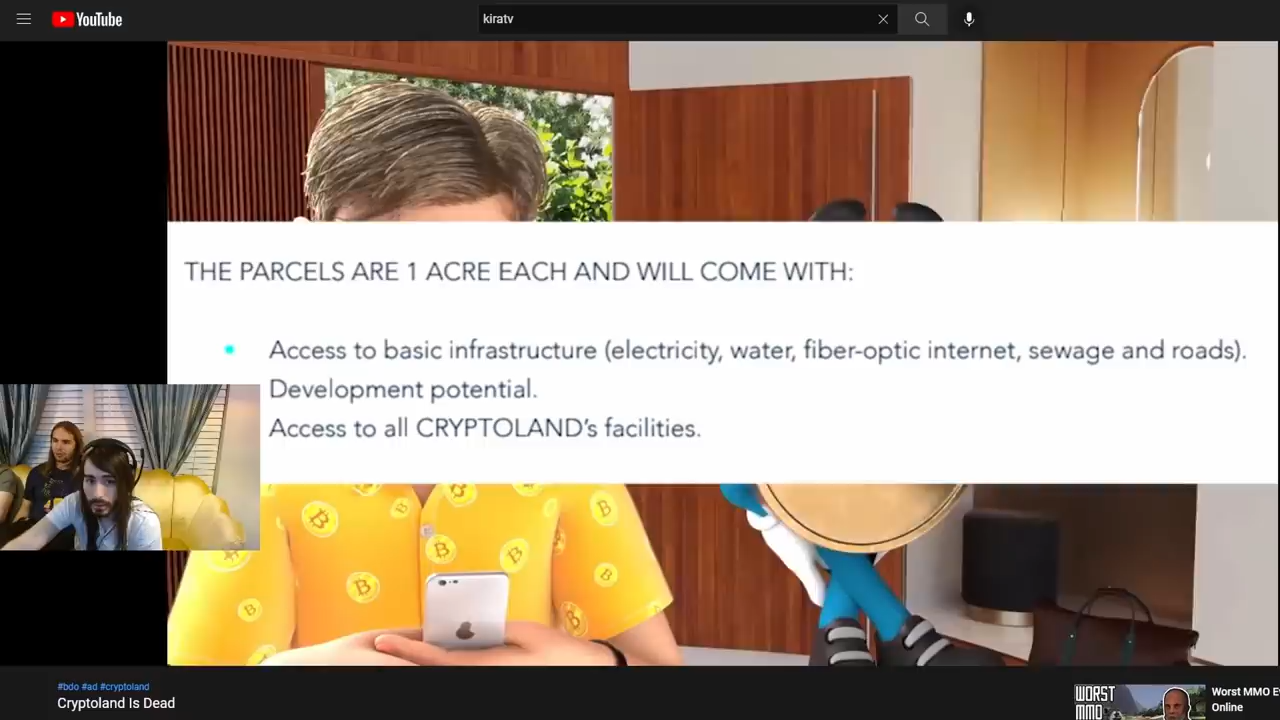 YouTube
kiratv
THE PARCELS ARE 1 ACRE EACH AND WILL COME WITH:
Access to basic infrastructure (electricity, water, fiber-optic internet, sewage and roads).
Development potential.
Access to all CRYPTOLAND's facilities.
#bdo #ad #cryptoland
Cryptoland Is Dead
WORST
MMO
Worst MMO E
Online